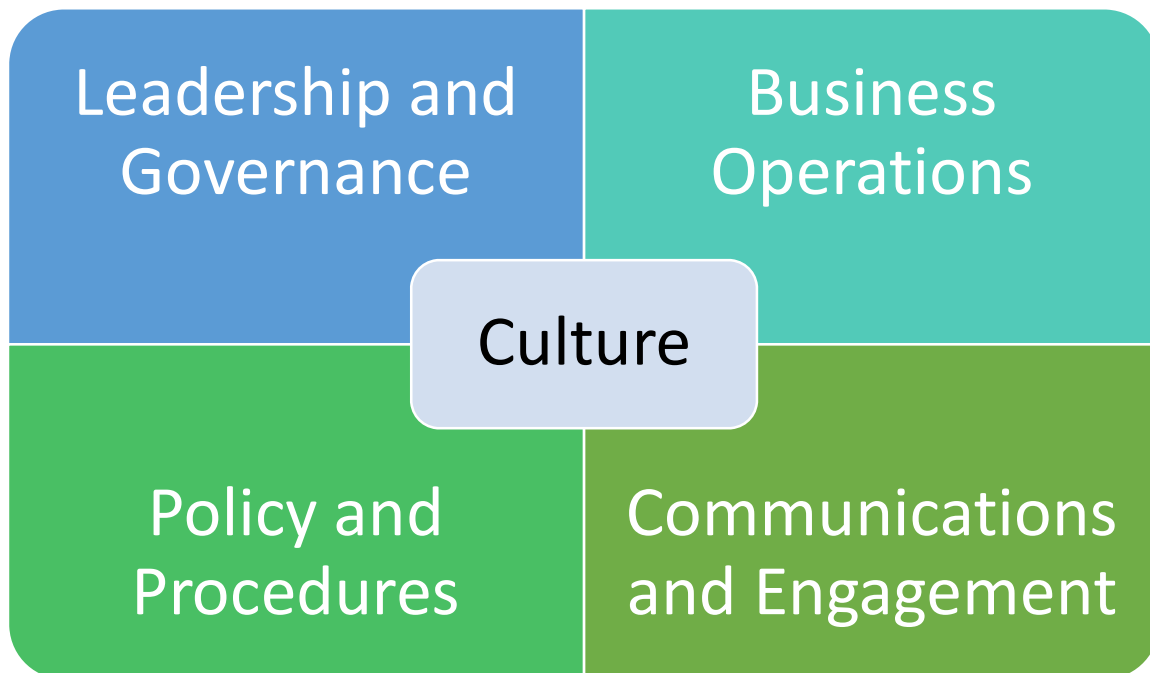 Leadership and
Governance
Business
Operations
Culture
Policy and
Procedures
Communications
and Engagement